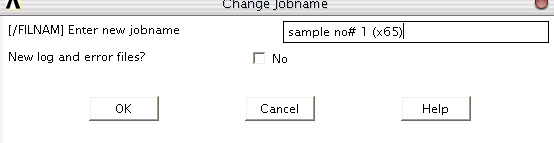 Change Jobname
[/FILNAM] Enter new jobname
sample no# 1 (x65)
New log and error files?
No
OK
Cancel
Help